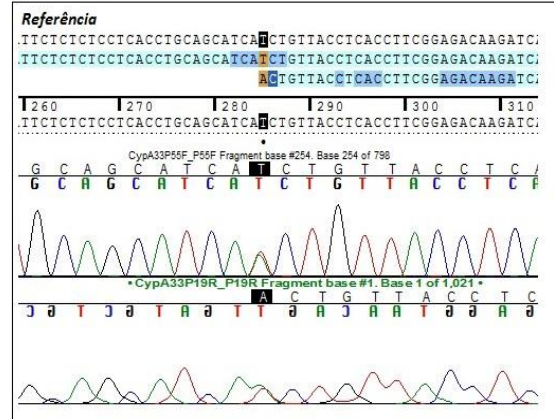 Referência
TTCTCTCTCCTCACCTGCAGCATCATCTGTTACCTCACCTTCGGAGACAAGATC
TTCTCTCTCCTCACCTGCAGCATCATCTGTTACCTCACCTTCGGAGACAAGATC
ACTGTTACCTCACCTTCGGAGACAAGATC
260 270 280 290 300 310
TTCTCTCTCCTCACCTGCAGCATCATCTGTTACCTCACCTTCGGAGACAAGATC
CypA33P55F_P55F Fragment base #254. Base 254 of 798
G C A G C A T C A T C T G T T A C C T C A
G C A G C A T C A T C T G T T A C C T C A
•CypA33P19R_P19R Fragment base #1. Base 1 of 1,021 •
A C T G T T A C C T C
C G T C G T A G T T G A C A A T G G A G